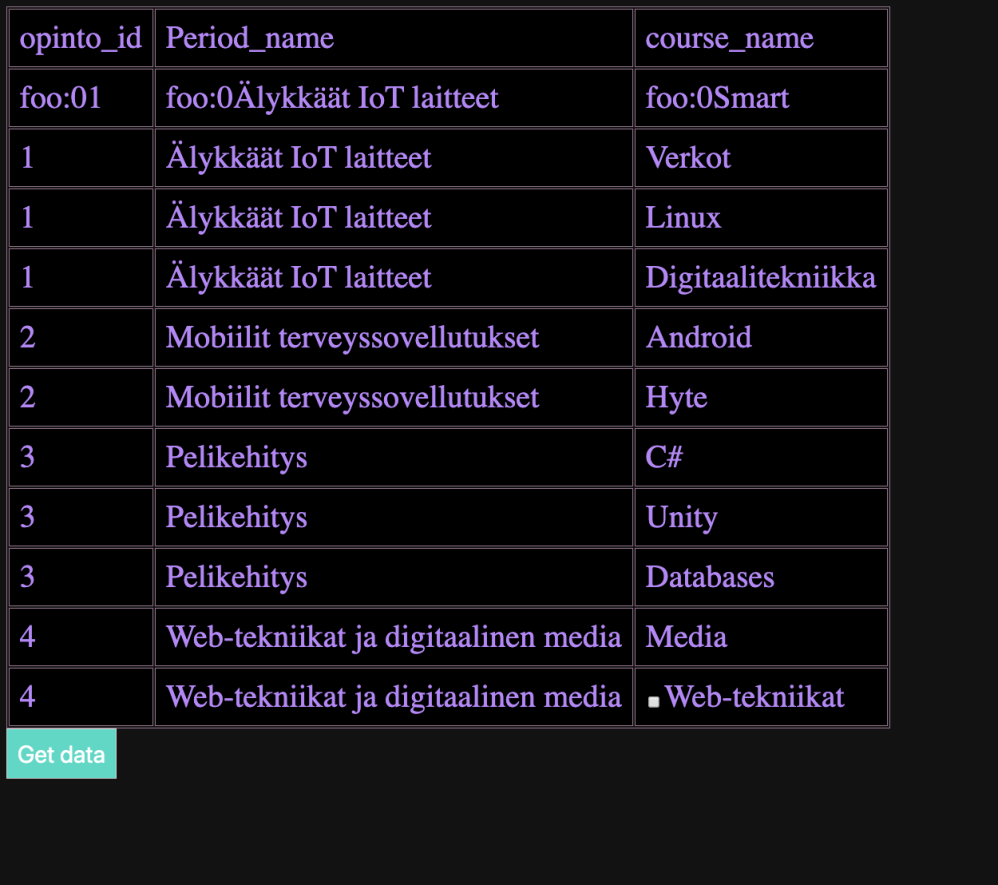 opinto_id Period_name course_name
foo:01 foo:0Älykkäät IoT laitteet foo:0Smart
1 Älykkäät IoT laitteet Verkot
1 Älykkäät IoT laitteet Linux
1 Älykkäät IoT laitteet Digitaalitekniikka
2 Mobiilit terveyssovellutukset Android
2 Mobiilit terveyssovellutukset Hyte
3 Pelikehitys C#
3 Pelikehitys Unity
3 Pelikehitys Databases
4 Web-tekniikat ja digitaalinen media Media
4 Web-tekniikat ja digitaalinen media Web-tekniikat
Get data